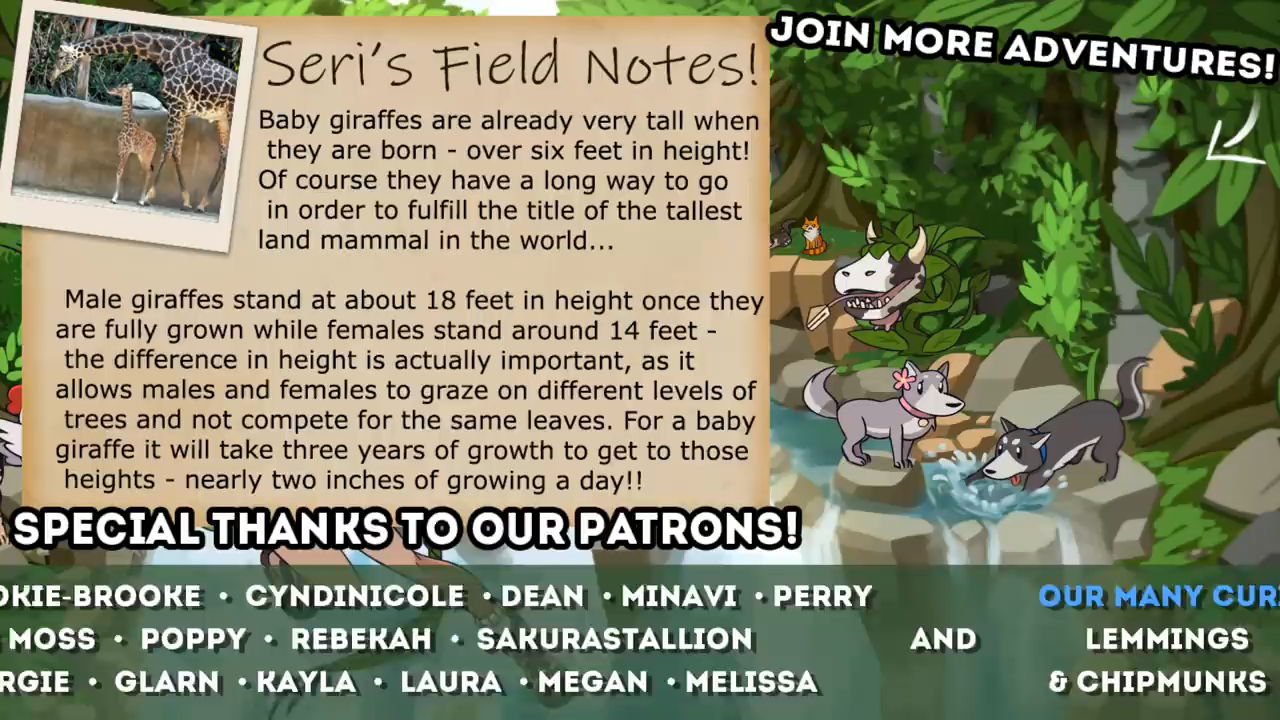 JOIN MORE ADVENTURES!
Seri's Field Notes!
Baby giraffes are already very tall when
they are born - over six feet in height!
Of course they have a long way to go
in order to fulfill the title of the tallest
land mammal in the world...
Male giraffes stand at about 18 feet in height once they
are fully grown while females stand around 14 feet -
the difference in height is actually important, as it
allows males and females to graze on different levels of
trees and not compete for the same leaves. For a baby
giraffe it will take three years of growth to get to those
heights - nearly two inches of growing a day!!
SPECIAL THANKS TO OUR PATRONS!
OKIE-BROOKE • CYNDINICOLE • DEAN • MINAVI • PERRY
MOSS • POPPY • REBEKAH • SAKURASTALLION
RGIE • GLARN • KAYLA • LAURA • MEGAN • MELISSA
AND
OUR MANY CUR
LEMMINGS
& CHIPMUNKS